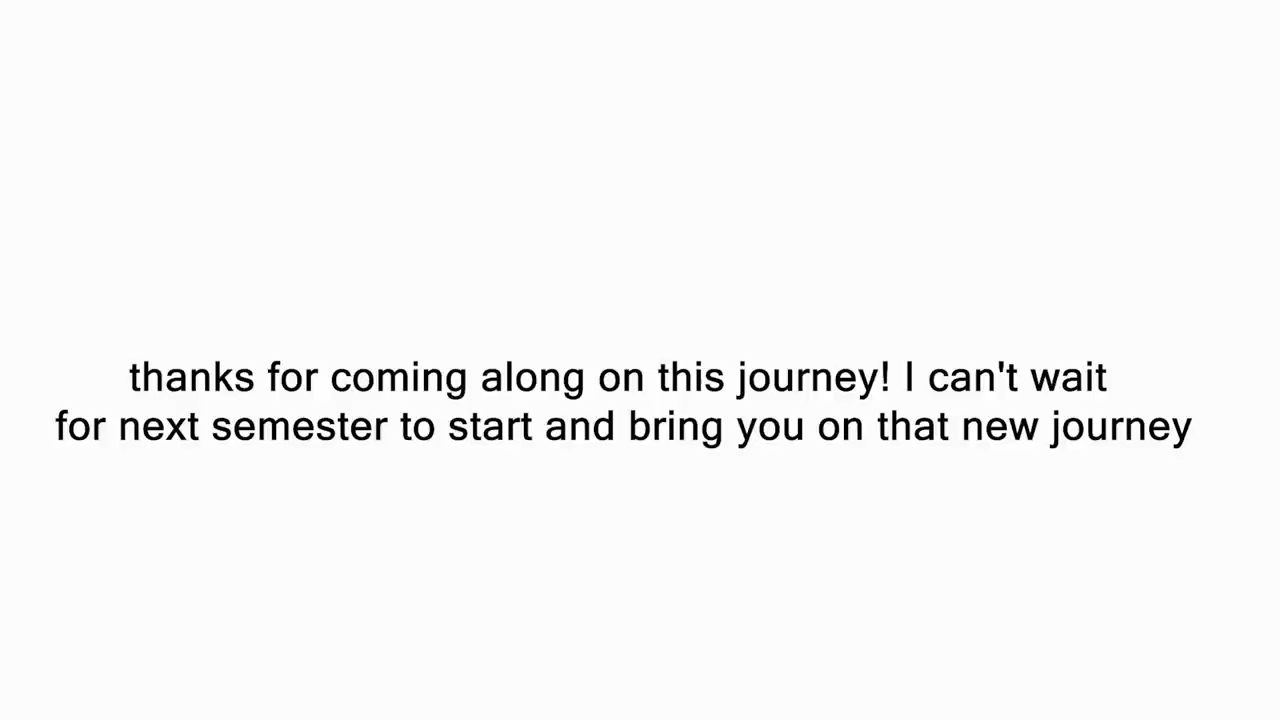 thanks for coming along on this journey! I can't wait
for next semester to start and bring you on that new journey